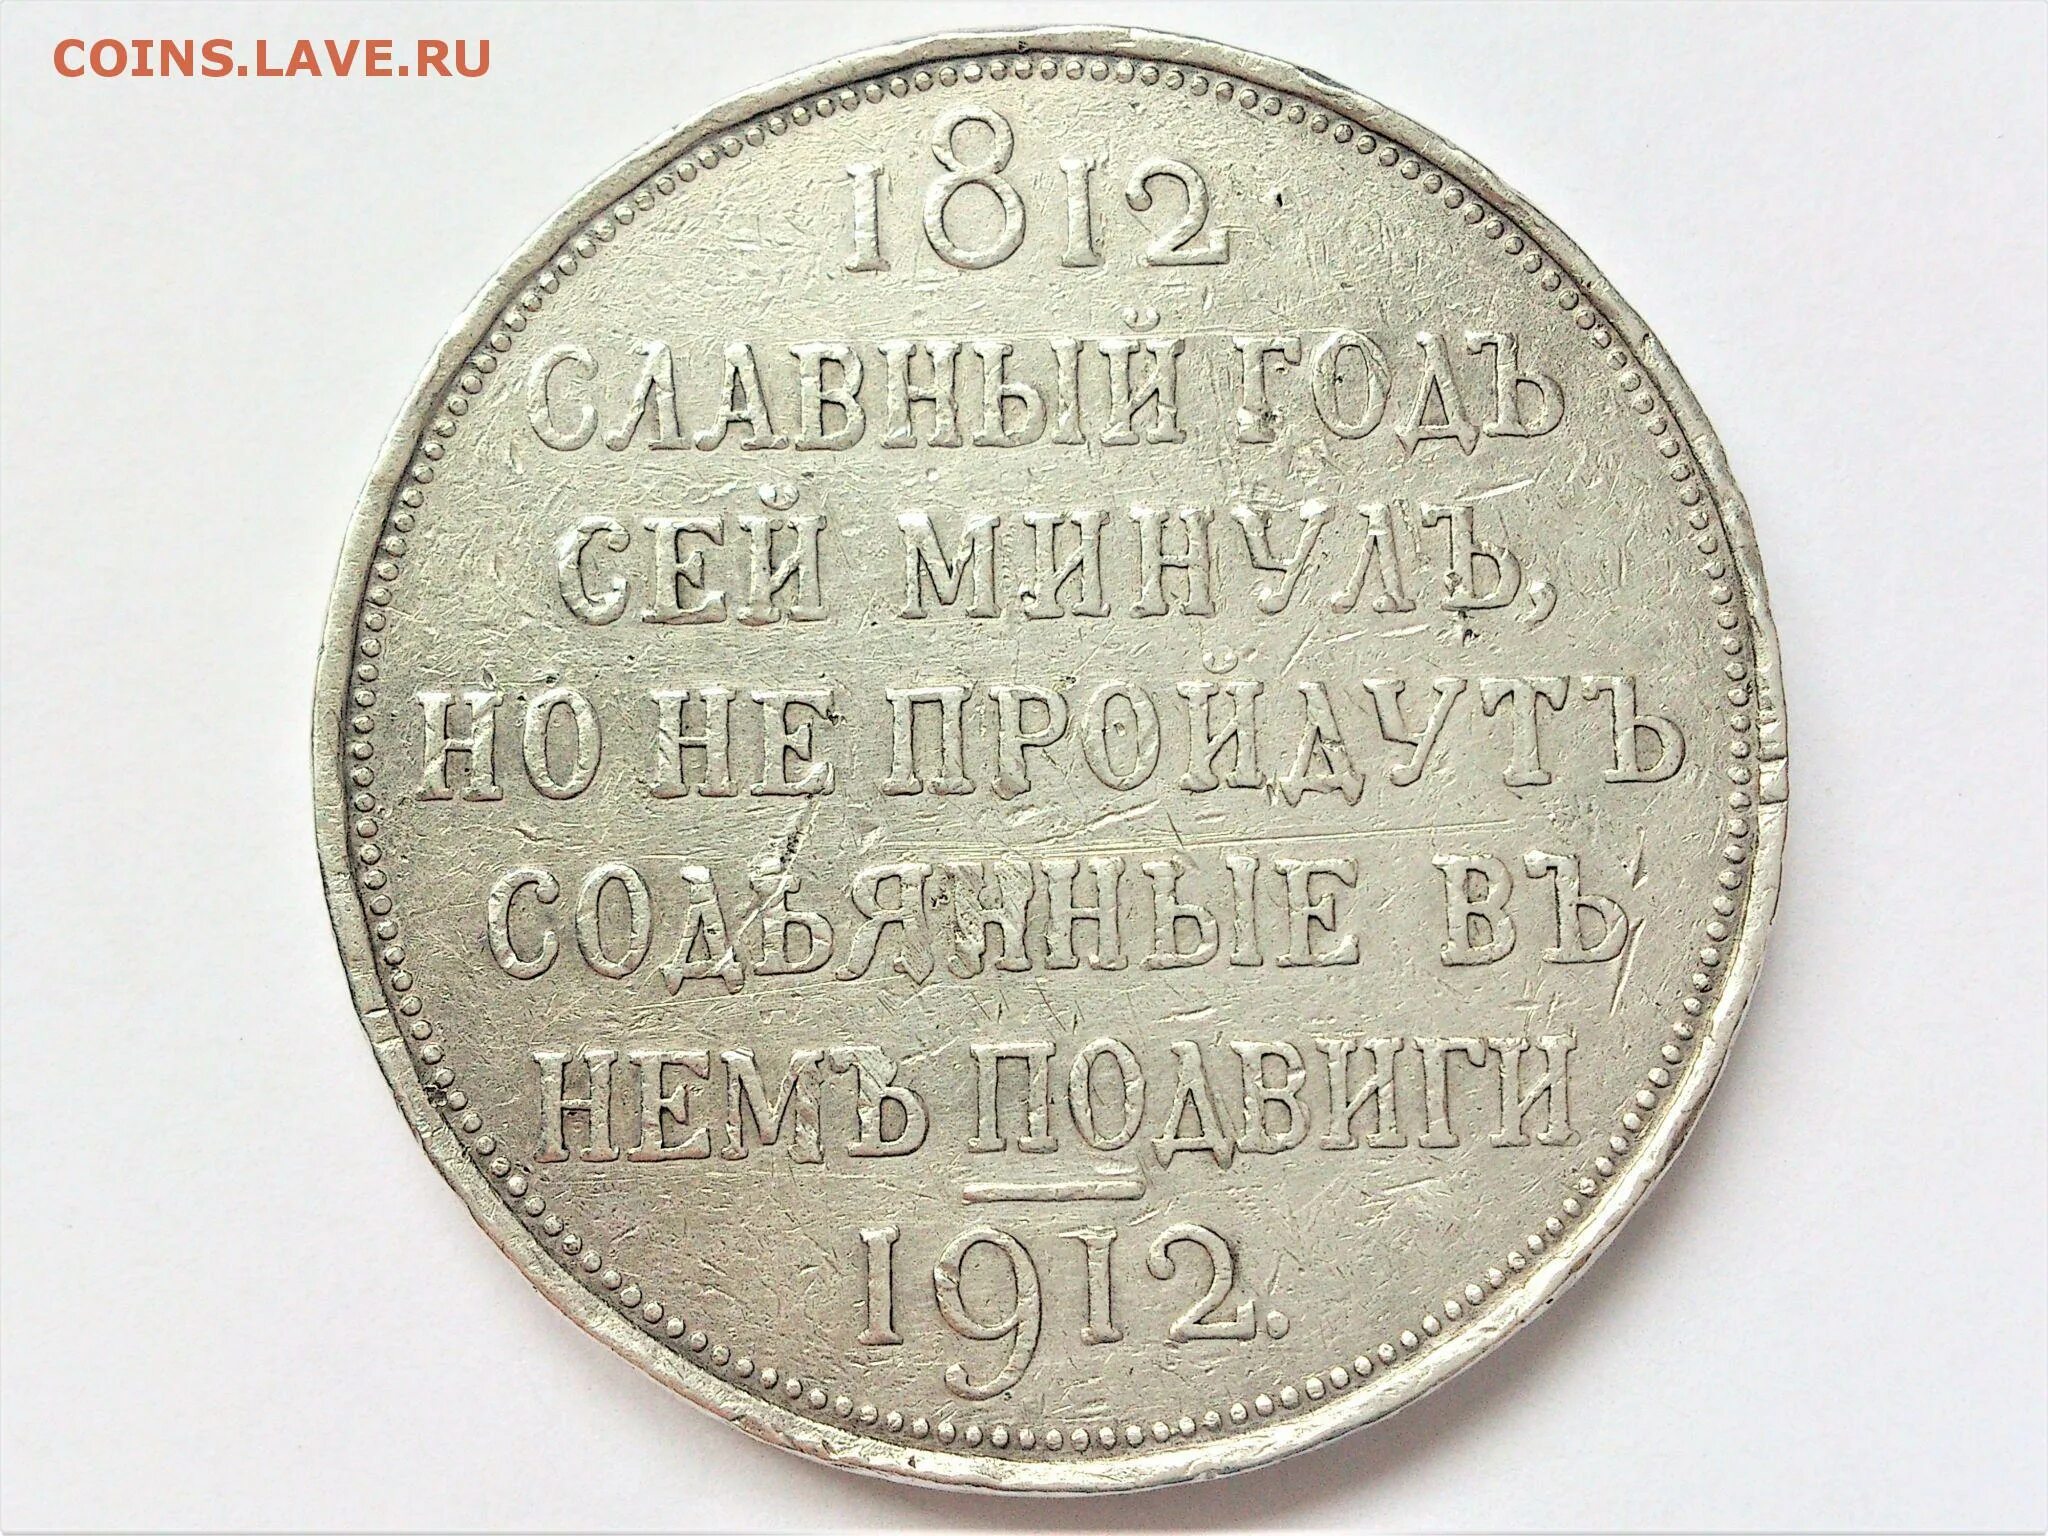 COINS.LAVE.RU
1812
СЛАВНЫЙ ГОДЪ
СЕЙ МИНУЛЪ,
НО НЕ ПРОЙДУТЪ
СОДѢЯННЫЕ ВЪ
НЕМЪ ПОДВИГИ
1912.